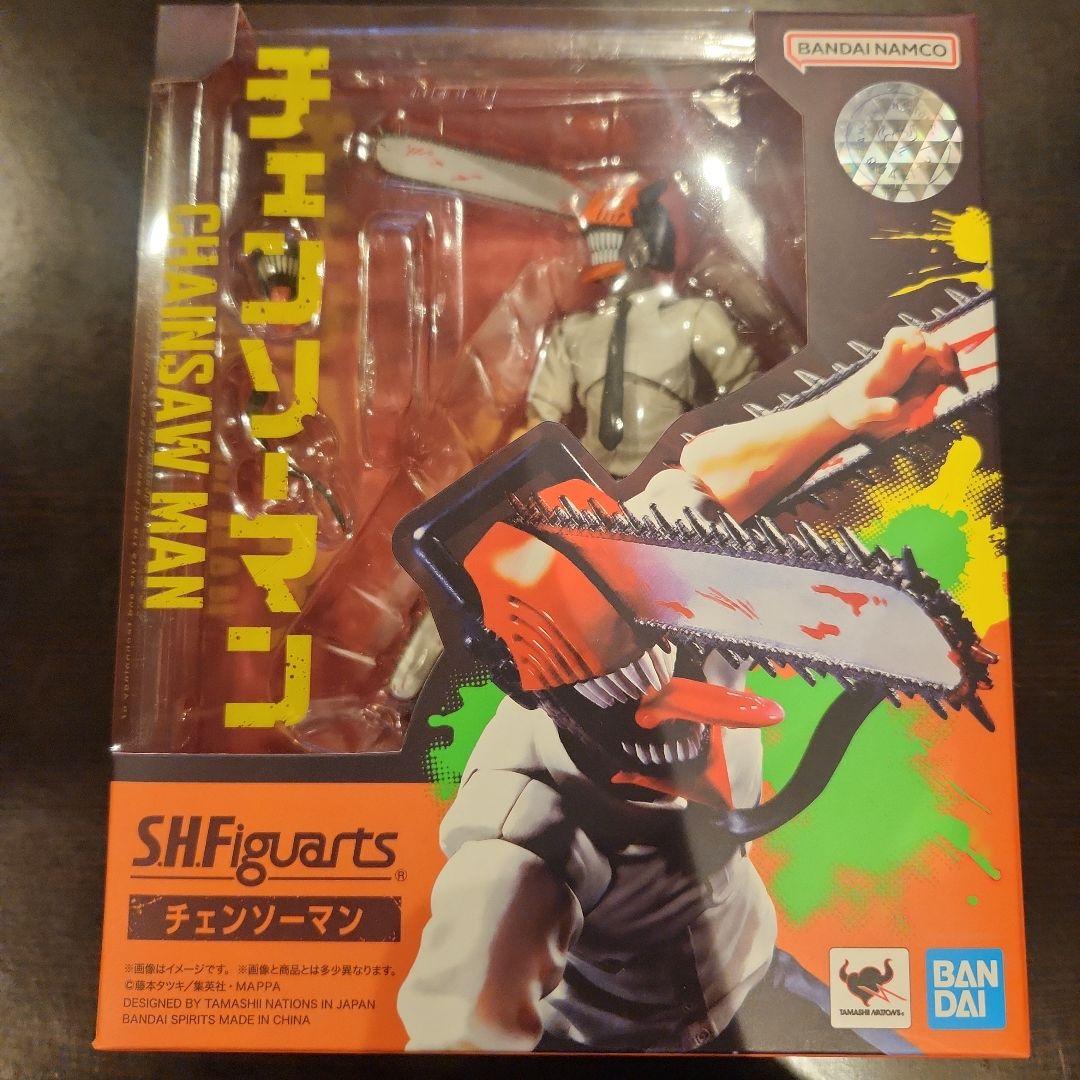 BANDAI NAMCO
チェンソーマン
CHAINSAW MAN
S.H.Figuarts
®
チェンソーマン
※画像はイメージです。 ※画像と商品とは多少異なります。
©藤本タツキ／集英社・MAPPA
DESIGNED BY TAMASHII NATIONS IN JAPAN
BANDAI SPIRITS MADE IN CHINA
TAMASHII NATIONS
BAN
DAI